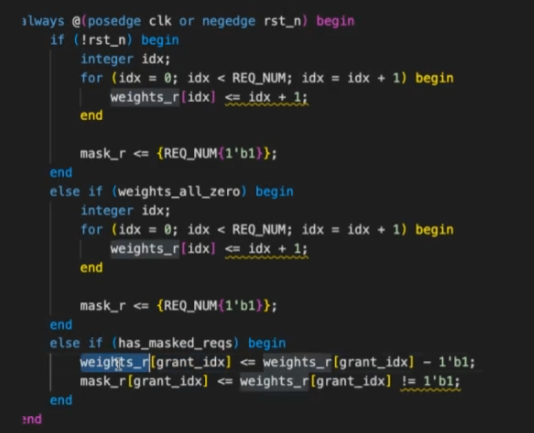 always @(posedge clk or negedge rst_n) begin
    if (!rst_n) begin
        integer idx;
        for (idx = 0; idx < REQ_NUM; idx = idx + 1) begin
            weights_r[idx] <= idx + 1;
        end

        mask_r <= {REQ_NUM{1'b1}};
    end
    else if (weights_all_zero) begin
        integer idx;
        for (idx = 0; idx < REQ_NUM; idx = idx + 1) begin
            weights_r[idx] <= idx + 1;
        end

        mask_r <= {REQ_NUM{1'b1}};
    end
    else if (has_masked_reqs) begin
        weights_r[grant_idx] <= weights_r[grant_idx] - 1'b1;
        mask_r[grant_idx] <= weights_r[grant_idx] != 1'b1;
    end
end